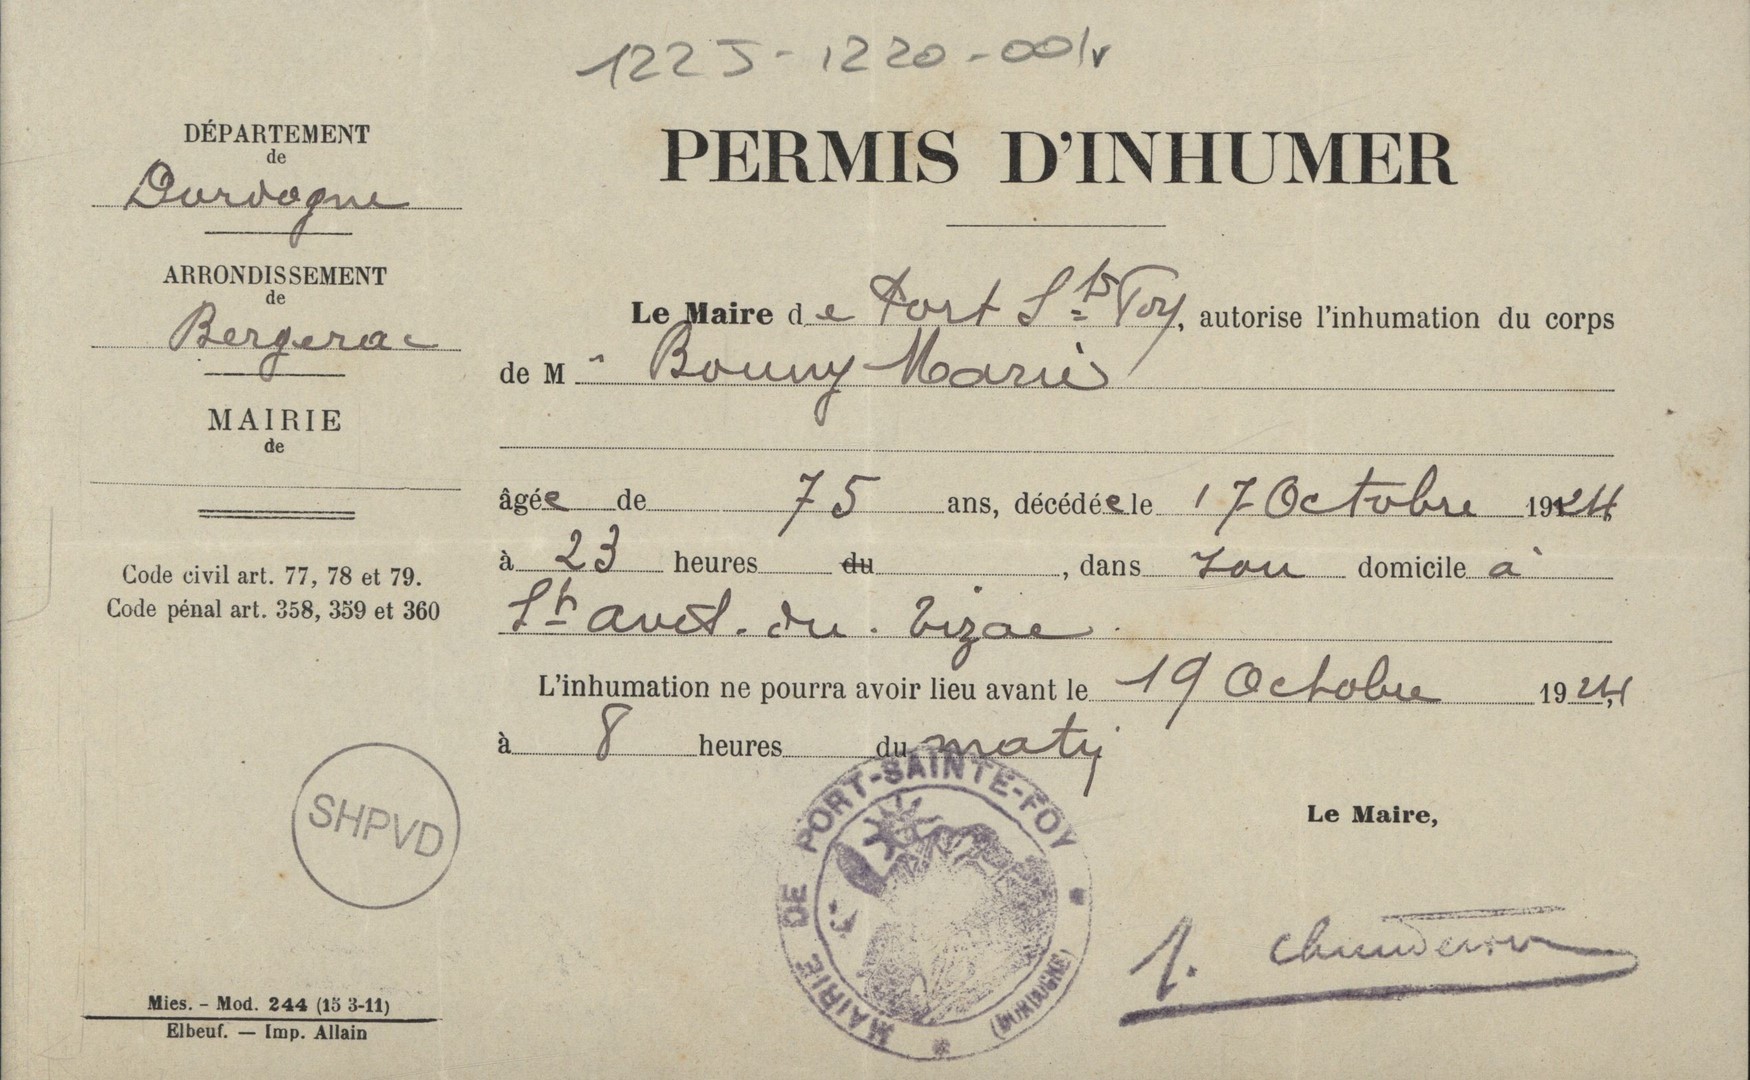 122 J - 1220 - 001v
DÉPARTEMENT
de
Dordogne
ARRONDISSEMENT
de
Bergerac
MAIRIE
de
Code civil art. 77, 78 et 79.
Code pénal art. 358, 359 et 360
SHPVD
Mies. - Mod. 244 (15 3-11)
Elbeuf. — Imp. Allain
PERMIS D'INHUMER
Le Maire de Port Ste Foy, autorise l'inhumation du corps
de M Bouny Marie
âgée de 75 ans, décédée le 17 Octobre 1924
à 23 heures du , dans son domicile à
St avit. du. Tizac
L'inhumation ne pourra avoir lieu avant le 19 Octobre 1924,
à 8 heures du matin
MAIRIE DE PORT-SAINTE-FOY
(DORDOGNE)
Le Maire,